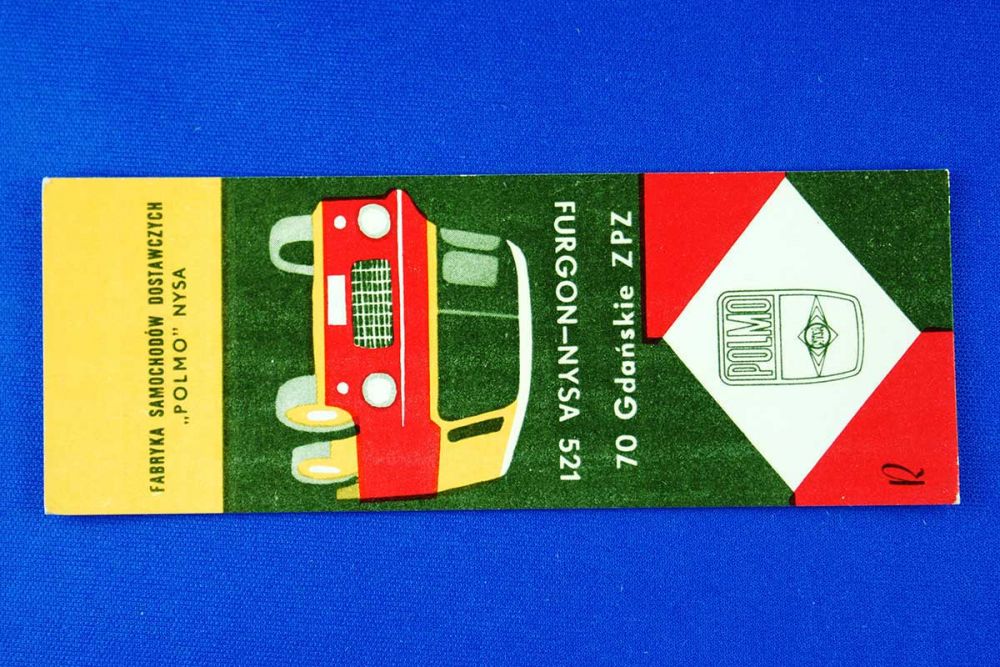 FABRYKA SAMOCHODÓW DOSTAWCZYCH
„POLMO” NYSA
FURGON–NYSA 521
70 Gdańskie ZPZ
POLMO
R